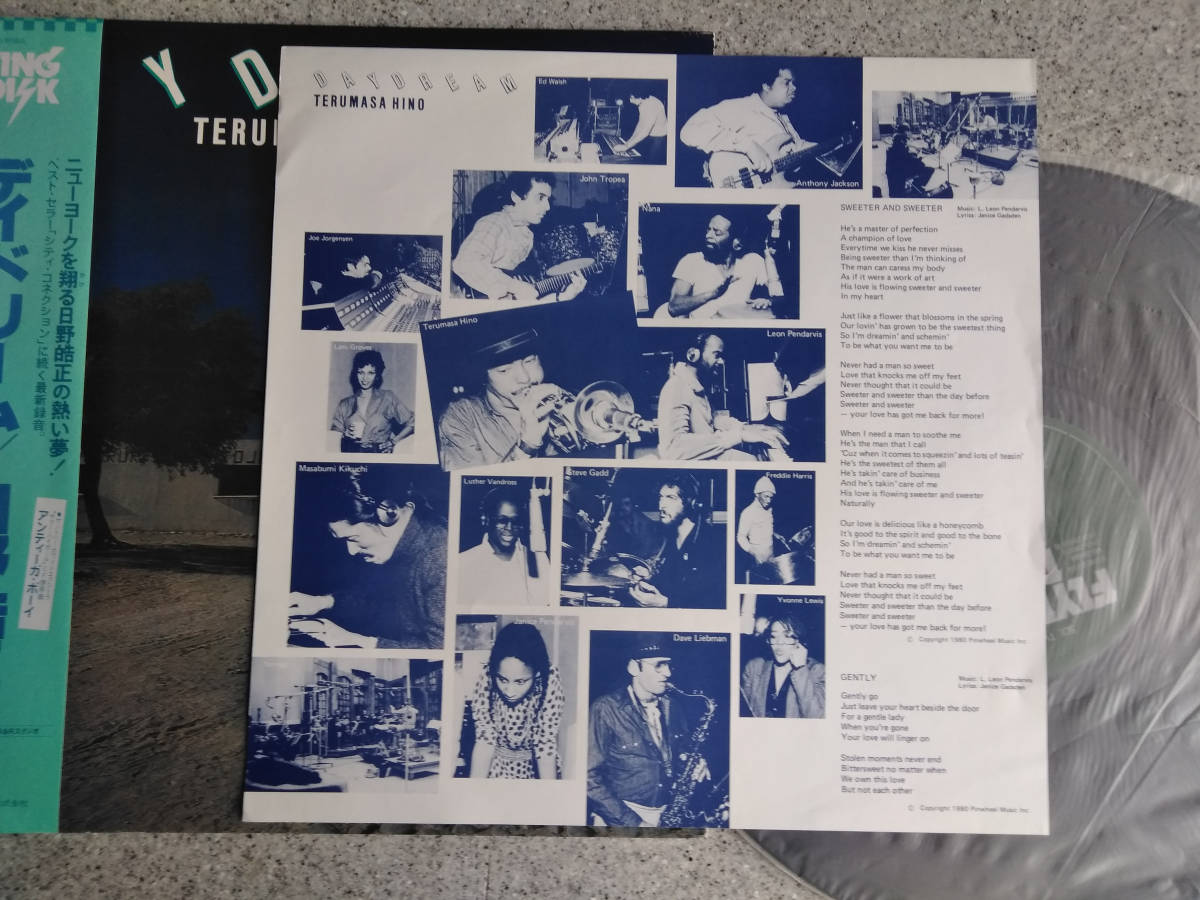 Y D
TERUI
ING
DISK
ニューヨークを翔る日野皓正の熱い夢!
ベスト・セラー、「シティ・コネクション」に続く最新録音。
アンティーガ・ボーイ
DAYDREAM
TERUMASA HINO
Ed Walsh
Anthony Jackson
John Tropea
Nana
Joe Jorgensen
Terumasa Hino
Leon Pendarvis
Lani Groves
Masabumi Kikuchi
Luther Vandross
Steve Gadd
Freddie Harris
Yvonne Lewis
Janice Pendarvis
Dave Liebman
SWEETER AND SWEETER
Music: L. Leon Pendarvis
Lyriss: Janice Gadsden
He's a master of perfection
A champion of love
Everytime we kiss he never misses
Being sweeter than I'm thinking of
The man can caress my body
As if it were a work of art
His love is flowing sweeter and sweeter
In my heart
Just like a flower that blossoms in the spring
Our lovin' has grown to be the sweetest thing
So I'm dreamin' and schemin'
To be what you want me to be
Never had a man so sweet
Love that knocks me off my feet
Never thought that it could be
Sweeter and sweeter than the day before
Sweeter and sweeter
— your love has got me back for more!
When I need a man to soothe me
He's the man that I call
'Cuz when it comes to squeezin' and lots of teasin'
He's the sweetest of them all
He's takin' care of business
And he's takin' care of me
His love is flowing sweeter and sweeter
Naturally
Our love is delicious like a honeycomb
It's good to the spirit and good to the bone
So I'm dreamin' and schemin'
To be what you want me to be
Never had a man so sweet
Love that knocks me off my feet
Never thought that it could be
Sweeter and sweeter than the day before
Sweeter and sweeter
— your love has got me back for more!
© Copyright 1980 Pinwheel Music Inc.
GENTLY
Music: L. Leon Pendarvis
Lyriss: Janice Gadsden
Gently go
Just leave your heart beside the door
For a gentle lady
When you're gone
Your love will linger on
Stolen moments never end
Bittersweet no matter when
We own this love
But not each other
© Copyright 1980 Pinwheel Music Inc.